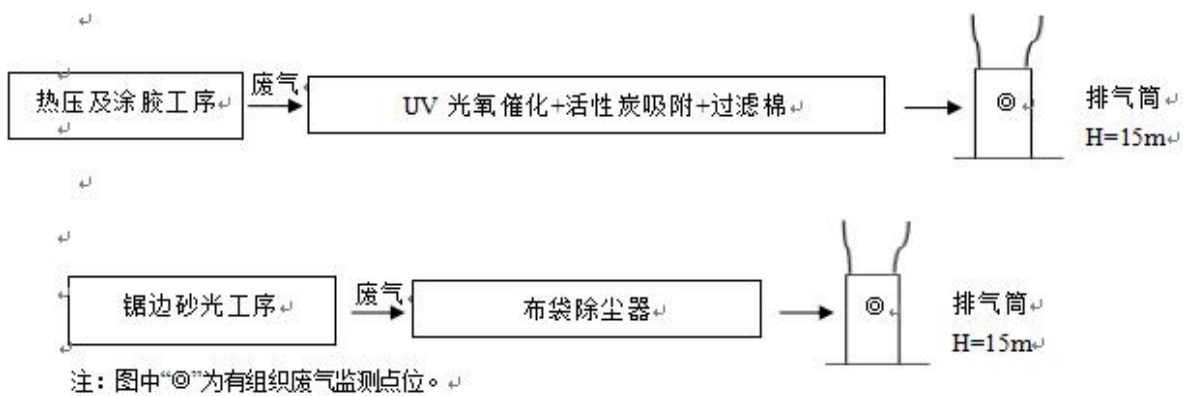 废气
热压及涂胶工序
UV 光氧催化+活性炭吸附+过滤棉
◎
排气筒
H=15m
废气
锯边砂光工序
布袋除尘器
◎
排气筒
H=15m
注：图中“◎”为有组织废气监测点位。